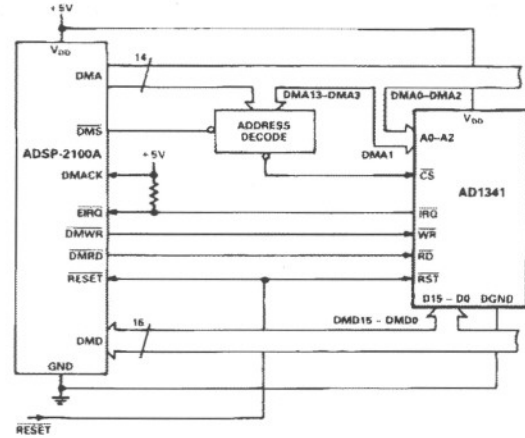 +5V
VDD
DMA
14
DMA13-DMA3
DMA0-DMA2
VDD
DMS
ADDRESS
DECODE
A0-A2
DMA1
ADSP-2100A
+5V
AD1341
DMACK
CS
EIRQ
IRQ
DMWR
WR
DMRD
RD
RESET
RST
D15 - D0 DGND
16
DMD15 - DMD0
DMD
GND
RESET